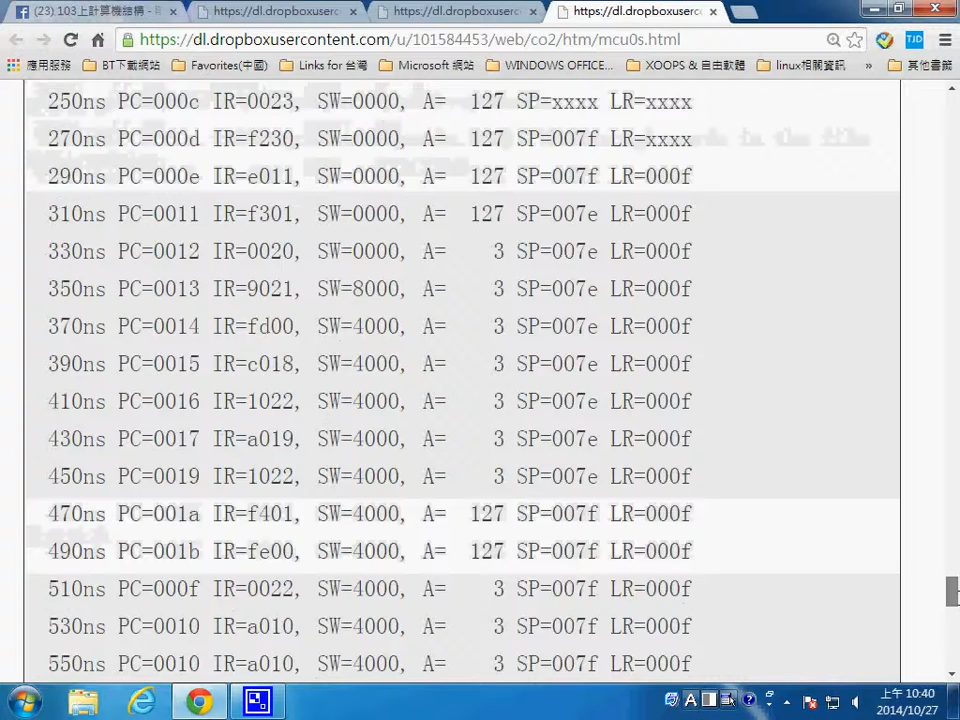 (23) 103上計算機結構 -
https://dl.dropboxuserco
https://dl.dropboxuserco
https://dl.dropboxuserco
https://dl.dropboxusercontent.com/u/101584453/web/co2/htm/mcu0s.html
應用服務 BT下載網站 Favorites(中國) Links for 台灣 Microsoft 網站 WINDOWS OFFICE... XOOPS & 自由軟體 linux相關資訊 » 其他書籤
250ns PC=000c IR=0023, SW=0000, A= 127 SP=xxxx LR=xxxx
270ns PC=000d IR=f230, SW=0000, A= 127 SP=007f LR=xxxx
290ns PC=000e IR=e011, SW=0000, A= 127 SP=007f LR=000f
310ns PC=0011 IR=f301, SW=0000, A= 127 SP=007e LR=000f
330ns PC=0012 IR=0020, SW=0000, A= 3 SP=007e LR=000f
350ns PC=0013 IR=9021, SW=8000, A= 3 SP=007e LR=000f
370ns PC=0014 IR=fd00, SW=4000, A= 3 SP=007e LR=000f
390ns PC=0015 IR=c018, SW=4000, A= 3 SP=007e LR=000f
410ns PC=0016 IR=1022, SW=4000, A= 3 SP=007e LR=000f
430ns PC=0017 IR=a019, SW=4000, A= 3 SP=007e LR=000f
450ns PC=0019 IR=1022, SW=4000, A= 3 SP=007e LR=000f
470ns PC=001a IR=f401, SW=4000, A= 127 SP=007f LR=000f
490ns PC=001b IR=fe00, SW=4000, A= 127 SP=007f LR=000f
510ns PC=000f IR=0022, SW=4000, A= 3 SP=007f LR=000f
530ns PC=0010 IR=a010, SW=4000, A= 3 SP=007f LR=000f
550ns PC=0010 IR=a010, SW=4000, A= 3 SP=007f LR=000f
上午 10:40
2014/10/27